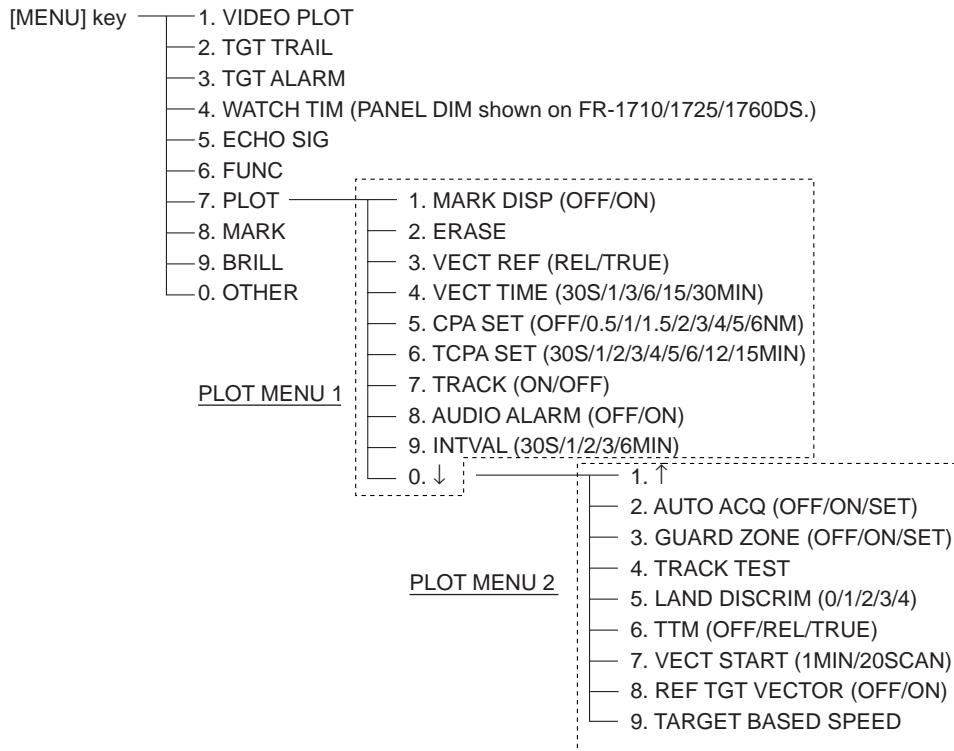 [MENU] key
1. VIDEO PLOT
2. TGT TRAIL
3. TGT ALARM
4. WATCH TIM (PANEL DIM shown on FR-1710/1725/1760DS.)
5. ECHO SIG
6. FUNC
7. PLOT
8. MARK
9. BRILL
0. OTHER
PLOT MENU 1
1. MARK DISP (OFF/ON)
2. ERASE
3. VECT REF (REL/TRUE)
4. VECT TIME (30S/1/3/6/15/30MIN)
5. CPA SET (OFF/0.5/1/1.5/2/3/4/5/6NM)
6. TCPA SET (30S/1/2/3/4/5/6/12/15MIN)
7. TRACK (ON/OFF)
8. AUDIO ALARM (OFF/ON)
9. INTVAL (30S/1/2/3/6MIN)
0. ↓
PLOT MENU 2
1. ↑
2. AUTO ACQ (OFF/ON/SET)
3. GUARD ZONE (OFF/ON/SET)
4. TRACK TEST
5. LAND DISCRIM (0/1/2/3/4)
6. TTM (OFF/REL/TRUE)
7. VECT START (1MIN/20SCAN)
8. REF TGT VECTOR (OFF/ON)
9. TARGET BASED SPEED